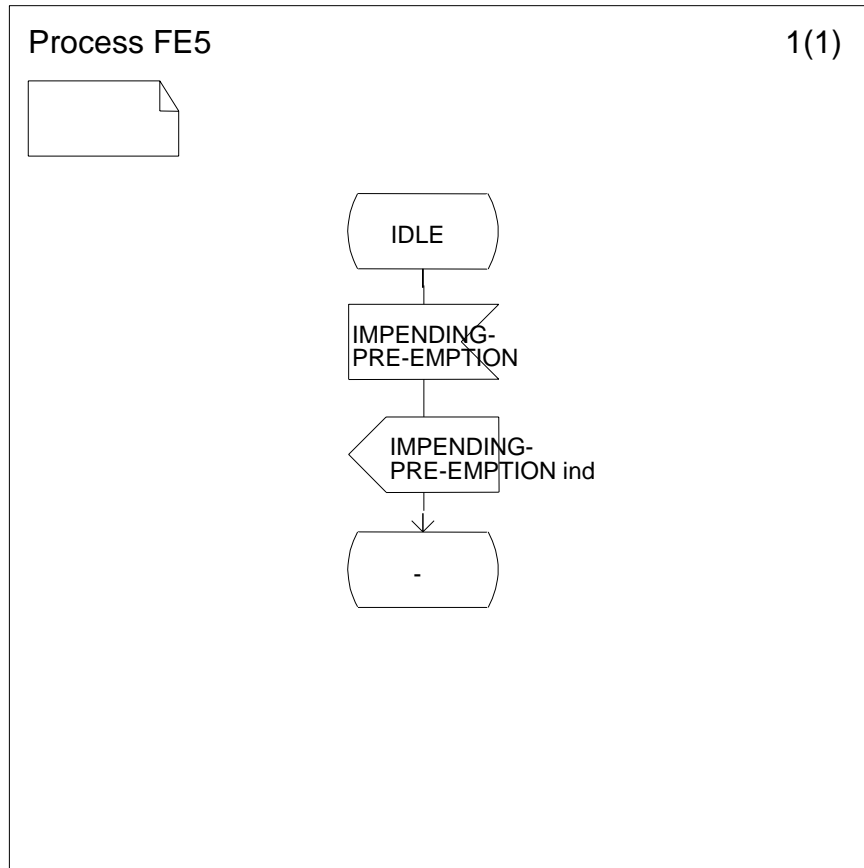 Process FE5
1(1)
IDLE
IMPENDING-
PRE-EMPTION
IMPENDING-
PRE-EMPTION ind
-